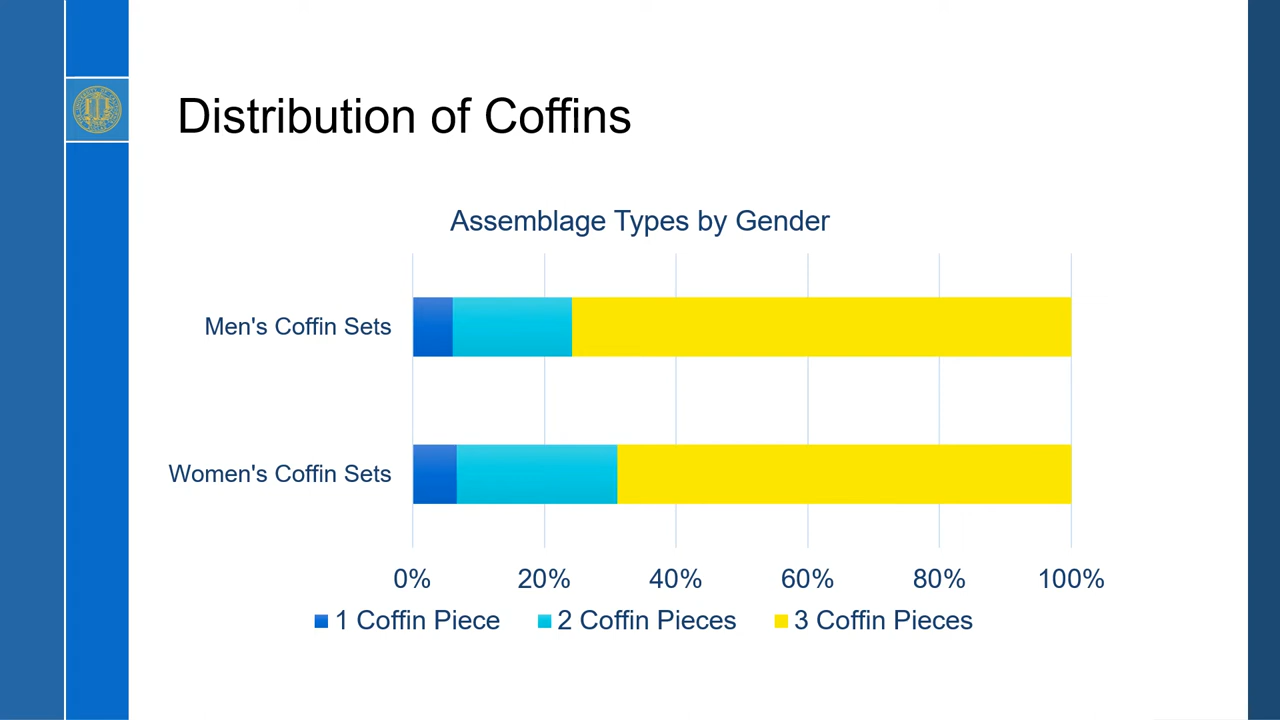 Distribution of Coffins
Assemblage Types by Gender
Men's Coffin Sets
Women's Coffin Sets
0% 20% 40% 60% 80% 100%
1 Coffin Piece 2 Coffin Pieces 3 Coffin Pieces